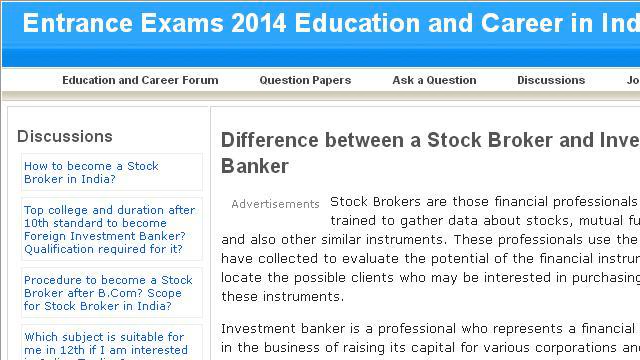 Entrance Exams 2014 Education and Career in Ind
Education and Career Forum Question Papers Ask a Question Discussions Jo
Discussions
How to become a Stock
Broker in India?
Top college and duration after
10th standard to become
Foreign Investment Banker?
Qualification required for it?
Procedure to become a Stock
Broker after B.Com? Scope
for Stock Broker in India?
Which subject is suitable for
me in 12th if I am interested
Difference between a Stock Broker and Inve
Banker
Advertisements
Stock Brokers are those financial professionals
trained to gather data about stocks, mutual fu
and also other similar instruments. These professionals use the
have collected to evaluate the potential of the financial instru
locate the possible clients who may be interested in purchasing
these instruments.
Investment banker is a professional who represents a financial
in the business of raising its capital for various corporations an